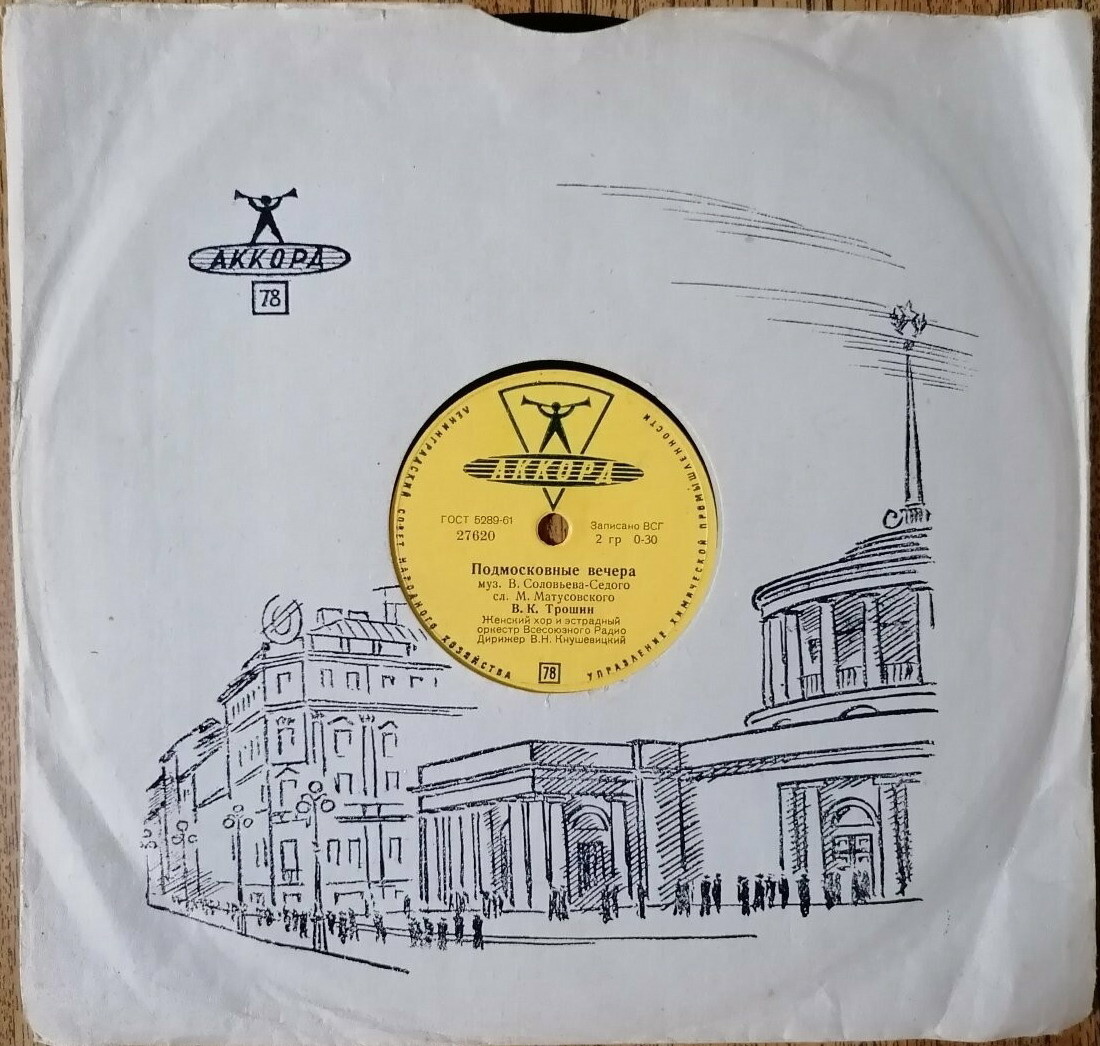 АККОРД
78
ЛЕНИНГРАДСКИЙ СОВЕТ НАРОДНОГО ХОЗЯЙСТВА
УПРАВЛЕНИЕ ХИМИЧЕСКОЙ ПРОМЫШЛЕННОСТИ
АККОРД
ГОСТ 5289-61
27620
Записано ВСГ
2 гр 0-30
Подмосковные вечера
муз. В. Соловьева-Седого
сл. М. Матусовского
В. К. Трошин
Женский хор и эстрадный
оркестр Всесоюзного Радио
Дирижер В.Н. Кнушевицкий
78